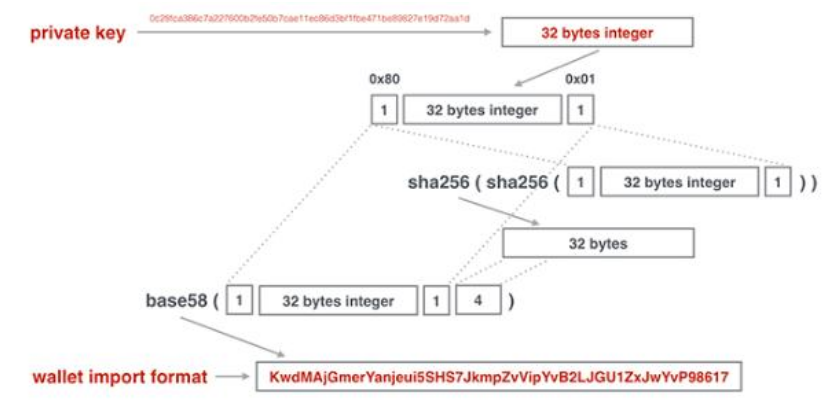 0c28fca386c7a227600b2fe50b7cae11ec86d3bf1fbe471be89827e19d72aa1d
private key
32 bytes integer
0x80 0x01
1 32 bytes integer 1
sha256 ( sha256 ( 1 32 bytes integer 1 ) )
32 bytes
base58 ( 1 32 bytes integer 1 4 )
wallet import format KwdMAjGmerYanjeui5SHS7JkmpZvVipYvB2LJGU1ZxJwYvP98617